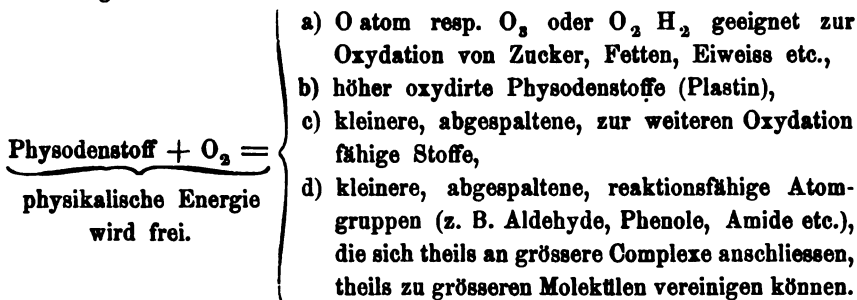 a) O atom resp. O₃ oder O₂ H₂ geeignet zur
Oxydation von Zucker, Fetten, Eiweiss etc.,
b) höher oxydirte Physodenstoffe (Plastin),
c) kleinere, abgespaltene, zur weiteren Oxydation
fähige Stoffe,
d) kleinere, abgespaltene, reaktionsfähige Atom-
gruppen (z. B. Aldehyde, Phenole, Amide etc.),
die sich theils an grössere Complexe anschliessen,
theils zu grösseren Molekülen vereinigen können.
Physodenstoff + O₂ =
physikalische Energie
wird frei.